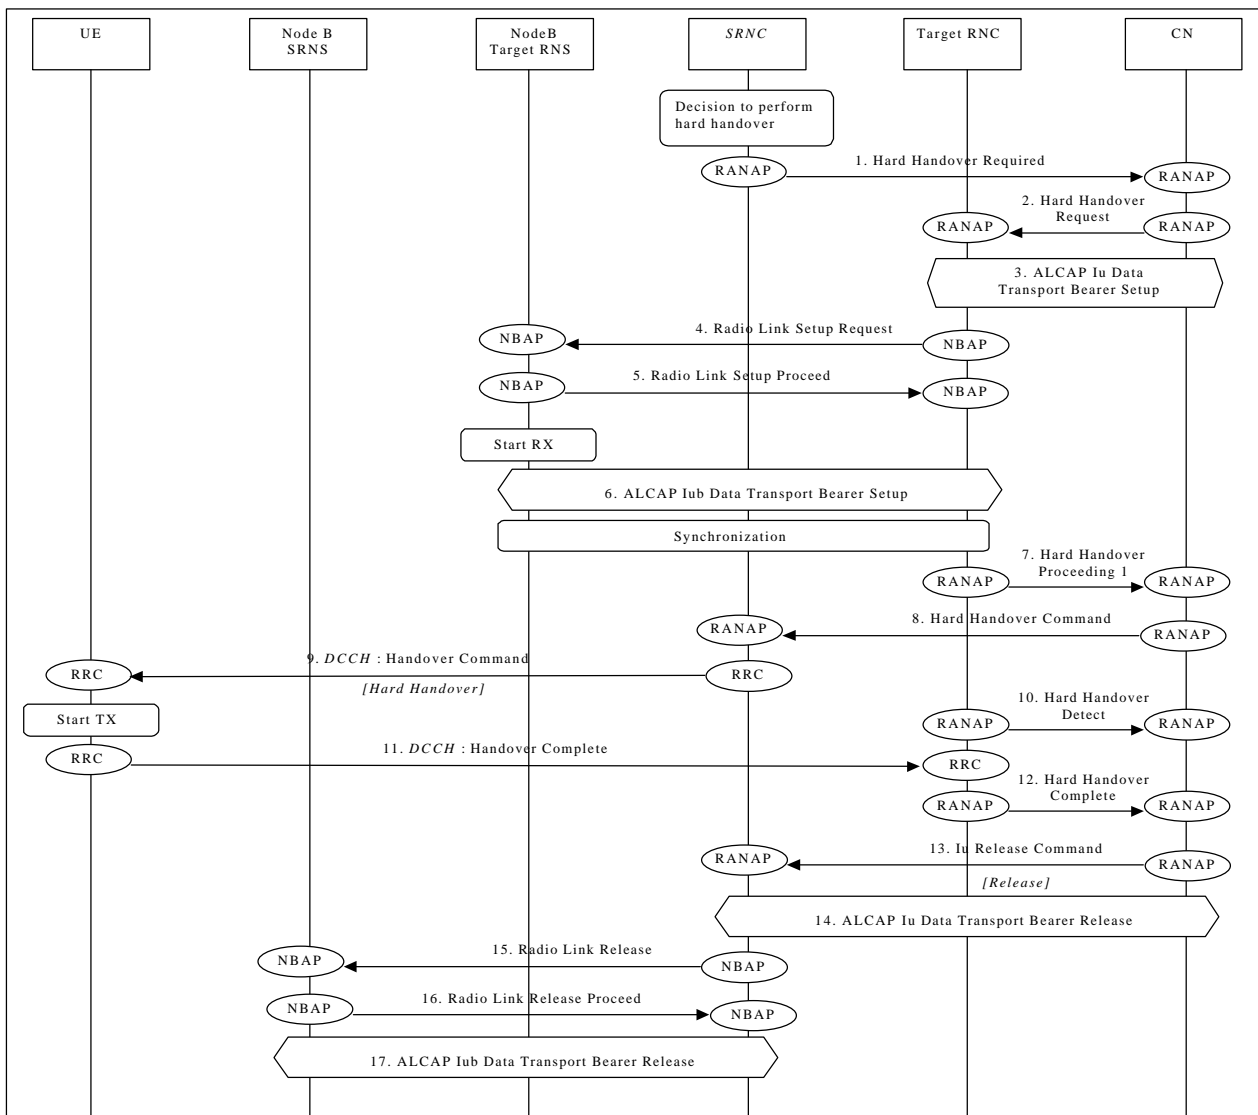 UE
Node B
SRNS
NodeB
Target RNS
SRNC
Target RNC
CN
Decision to perform
hard handover
1. Hard Handover Required
RANAP
RANAP
2. Hard Handover
Request
RANAP
RANAP
3. ALCAP Iu Data
Transport Bearer Setup
4. Radio Link Setup Request
NBAP
NBAP
5. Radio Link Setup Proceed
NBAP
NBAP
Start RX
6. ALCAP Iub Data Transport Bearer Setup
Synchronization
7. Hard Handover
Proceeding 1
RANAP
RANAP
8. Hard Handover Command
RANAP
RANAP
9. DCCH : Handover Command
RRC
RRC
[Hard Handover]
Start TX
10. Hard Handover
Detect
RANAP
RANAP
11. DCCH : Handover Complete
RRC
RRC
12. Hard Handover
Complete
RANAP
RANAP
13. Iu Release Command
RANAP
RANAP
[Release]
14. ALCAP Iu Data Transport Bearer Release
15. Radio Link Release
NBAP
NBAP
16. Radio Link Release Proceed
NBAP
NBAP
17. ALCAP Iub Data Transport Bearer Release